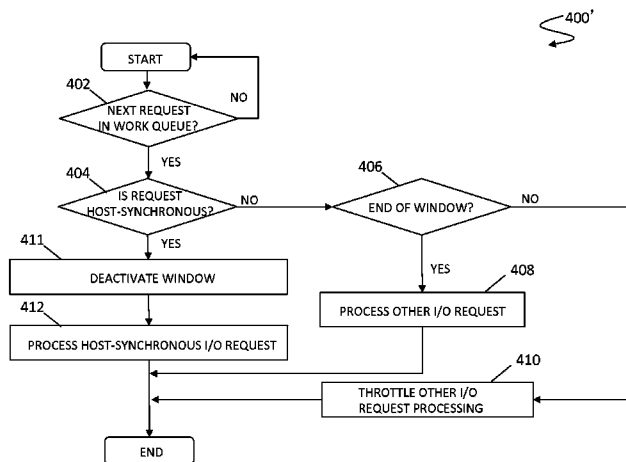 400'
START
402
NO
NEXT REQUEST
IN WORK QUEUE?
YES
404
IS REQUEST
HOST-SYNCHRONOUS?
NO
406
END OF WINDOW?
NO
YES
411
DEACTIVATE WINDOW
YES
408
PROCESS OTHER I/O REQUEST
412
PROCESS HOST-SYNCHRONOUS I/O REQUEST
410
THROTTLE OTHER I/O
REQUEST PROCESSING
END